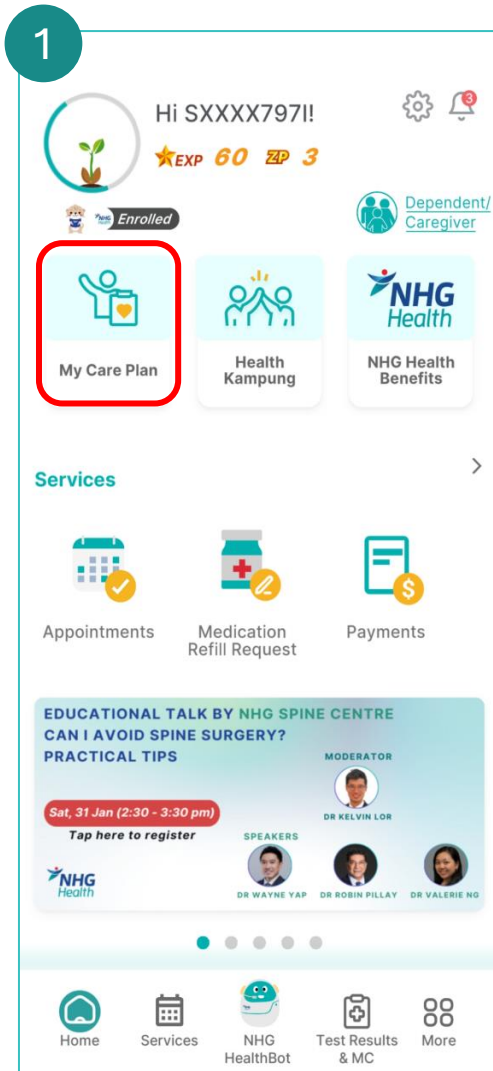 1
Hi SXXXX797I!
3
EXP 60 ZP 3
NHG Health Enrolled
Dependent/
Caregiver
NHG
Health
My Care Plan
Health
Kampung
NHG Health
Benefits
Services
Appointments
Medication
Refill Request
Payments
EDUCATIONAL TALK BY NHG SPINE CENTRE
CAN I AVOID SPINE SURGERY?
PRACTICAL TIPS
MODERATOR
DR KELVIN LOR
Sat, 31 Jan (2:30 - 3:30 pm)
Tap here to register
SPEAKERS
NHG
Health
DR WAYNE YAP
DR ROBIN PILLAY
DR VALERIE NG
Home
Services
NHG
HealthBot
Test Results
& MC
More